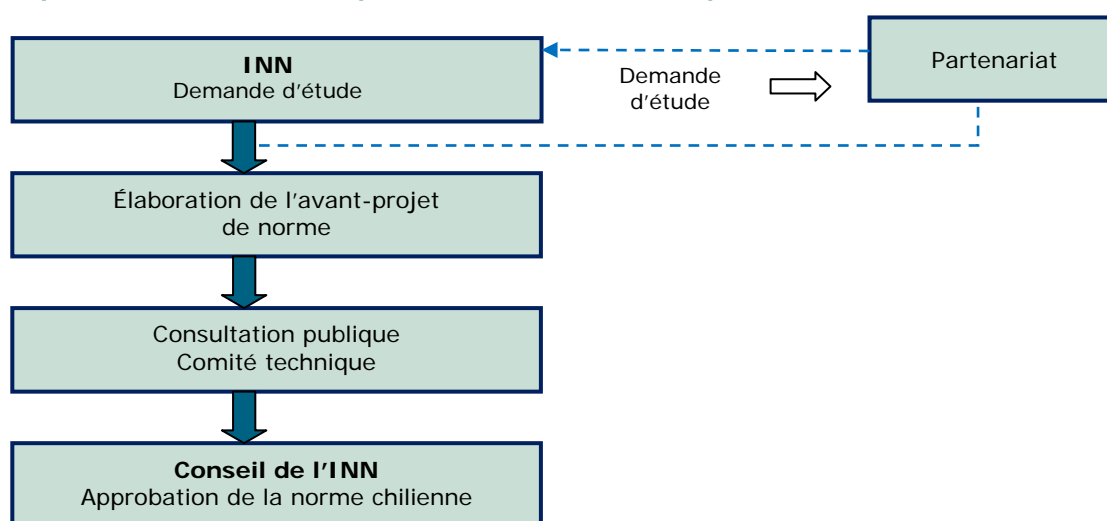 INN
Demande d'étude
Demande
d'étude
Partenariat
Élaboration de l'avant-projet
de norme
Consultation publique
Comité technique
Conseil de l'INN
Approbation de la norme chilienne